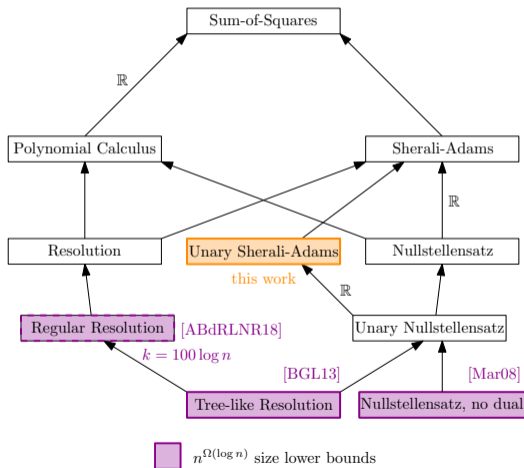 Sum-of-Squares
ℝ
Polynomial Calculus
Sherali-Adams
ℝ
Resolution
Unary Sherali-Adams
Nullstellensatz
this work
ℝ
Regular Resolution
[ABdRLNR18]
Unary Nullstellensatz
k = 100 log n
[BGL13]
[Mar08]
Tree-like Resolution
Nullstellensatz, no dual
n^Ω(log n) size lower bounds